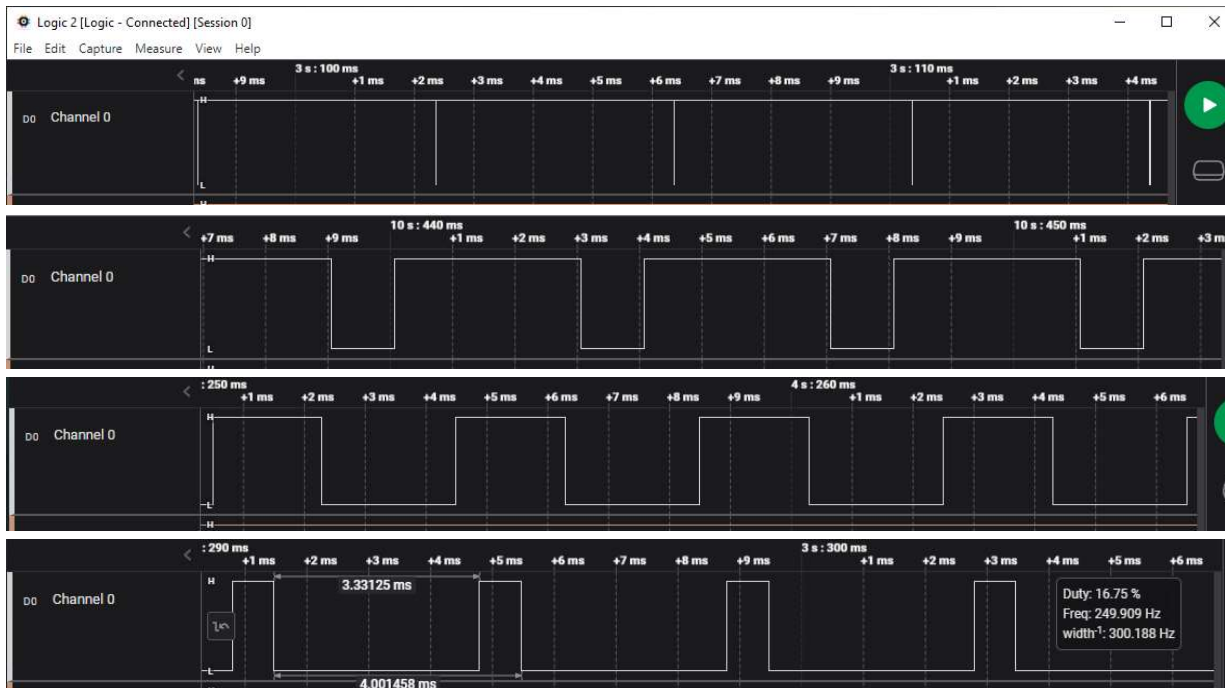 Logic 2 [Logic - Connected] [Session 0]
File Edit Capture Measure View Help
3 s : 100 ms 3 s : 110 ms
ms +9 ms +1 ms +2 ms +3 ms +4 ms +5 ms +6 ms +7 ms +8 ms +9 ms +1 ms +2 ms +3 ms +4 ms
H
D0 Channel 0
L
H
10 s : 440 ms 10 s : 450 ms
+7 ms +8 ms +9 ms +1 ms +2 ms +3 ms +4 ms +5 ms +6 ms +7 ms +8 ms +9 ms +1 ms +2 ms +3 m
H
D0 Channel 0
L
: 250 ms 4 s : 260 ms
+1 ms +2 ms +3 ms +4 ms +5 ms +6 ms +7 ms +8 ms +9 ms +1 ms +2 ms +3 ms +4 ms +5 ms +6 ms
H
D0 Channel 0
L
H
: 290 ms 3 s : 300 ms
+1 ms +2 ms +3 ms +4 ms +5 ms +6 ms +7 ms +8 ms +9 ms +1 ms +2 ms +3 ms +4 ms +5 ms +6 ms
H
3.33125 ms
D0 Channel 0
Duty: 16.75 %
Freq: 249.909 Hz
width⁻¹: 300.188 Hz
L
4.001458 ms